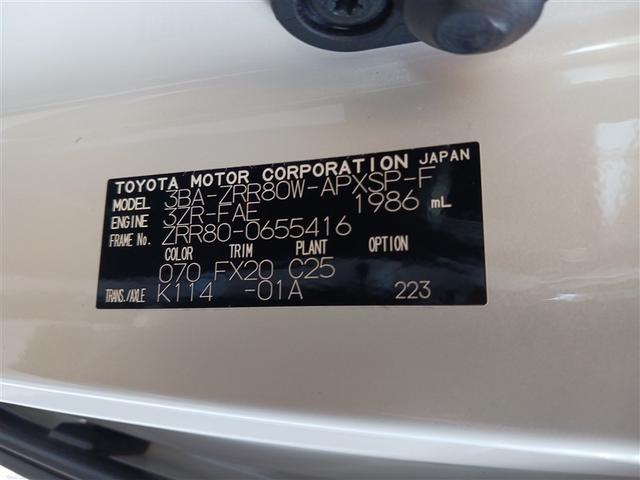 TOYOTA MOTOR CORPORATION JAPAN
MODEL 3BA-ZRR80W-APXSP-F
ENGINE 3ZR-FAE 1986 mL
FRAME No. ZRR80-0655416
COLOR TRIM PLANT OPTION
070 FX20 C25
TRANS./AXLE K114 -01A 223